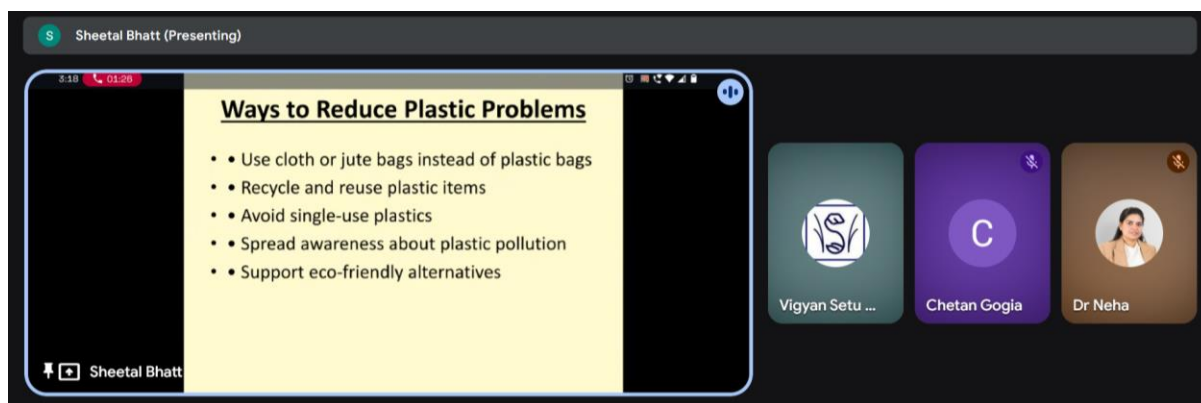 S Sheetal Bhatt (Presenting)
3:18 01:26
Ways to Reduce Plastic Problems
• • Use cloth or jute bags instead of plastic bags
• • Recycle and reuse plastic items
• • Avoid single-use plastics
• • Spread awareness about plastic pollution
• • Support eco-friendly alternatives
Sheetal Bhatt
Vigyan Setu ...
C
Chetan Gogia
Dr Neha